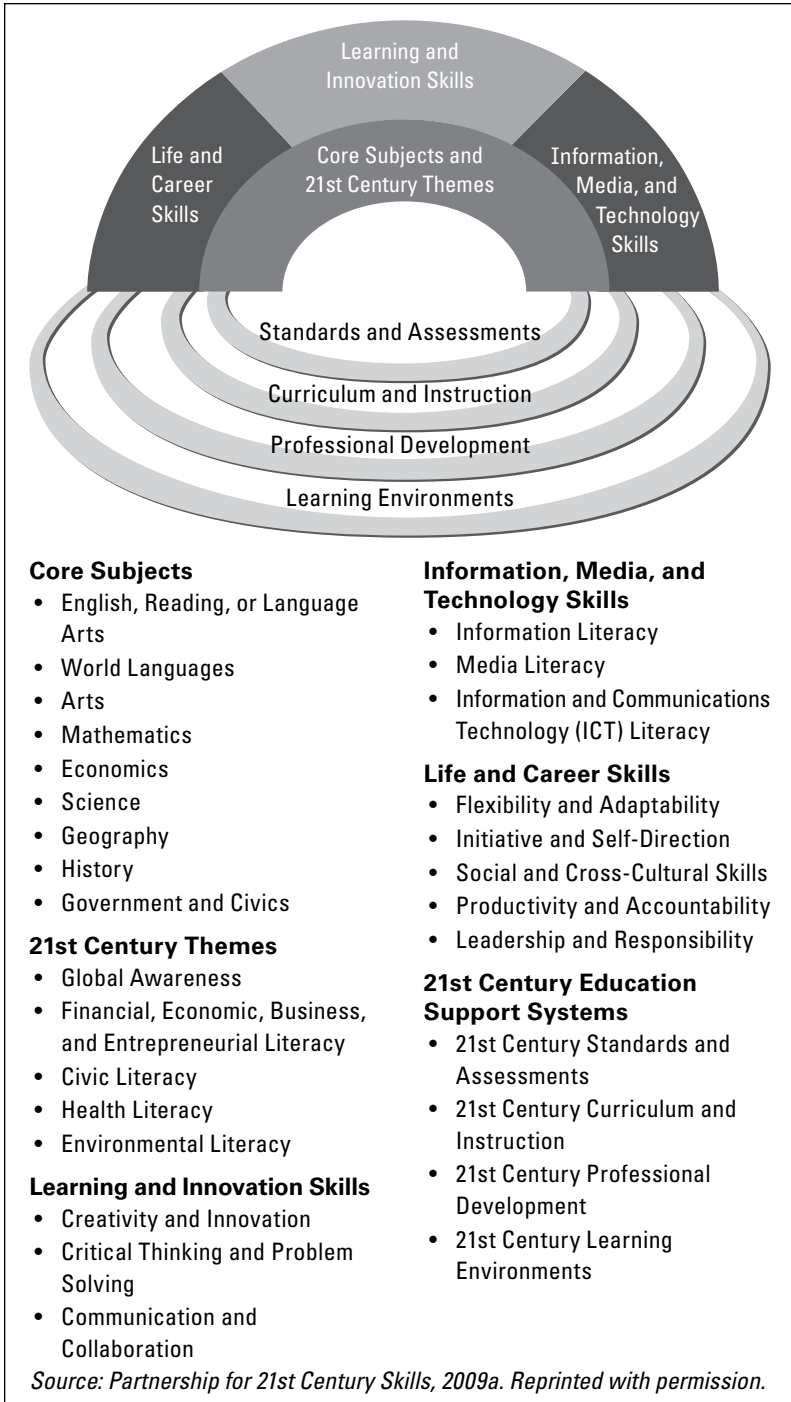 Learning and
Innovation Skills
Life and
Career
Skills
Core Subjects and
21st Century Themes
Information,
Media, and
Technology
Skills
Standards and Assessments
Curriculum and Instruction
Professional Development
Learning Environments
Core Subjects
• English, Reading, or Language
Arts
• World Languages
• Arts
• Mathematics
• Economics
• Science
• Geography
• History
• Government and Civics
21st Century Themes
• Global Awareness
• Financial, Economic, Business,
and Entrepreneurial Literacy
• Civic Literacy
• Health Literacy
• Environmental Literacy
Learning and Innovation Skills
• Creativity and Innovation
• Critical Thinking and Problem
Solving
• Communication and
Collaboration
Information, Media, and
Technology Skills
• Information Literacy
• Media Literacy
• Information and Communications
Technology (ICT) Literacy
Life and Career Skills
• Flexibility and Adaptability
• Initiative and Self-Direction
• Social and Cross-Cultural Skills
• Productivity and Accountability
• Leadership and Responsibility
21st Century Education
Support Systems
• 21st Century Standards and
Assessments
• 21st Century Curriculum and
Instruction
• 21st Century Professional
Development
• 21st Century Learning
Environments
Source: Partnership for 21st Century Skills, 2009a. Reprinted with permission.